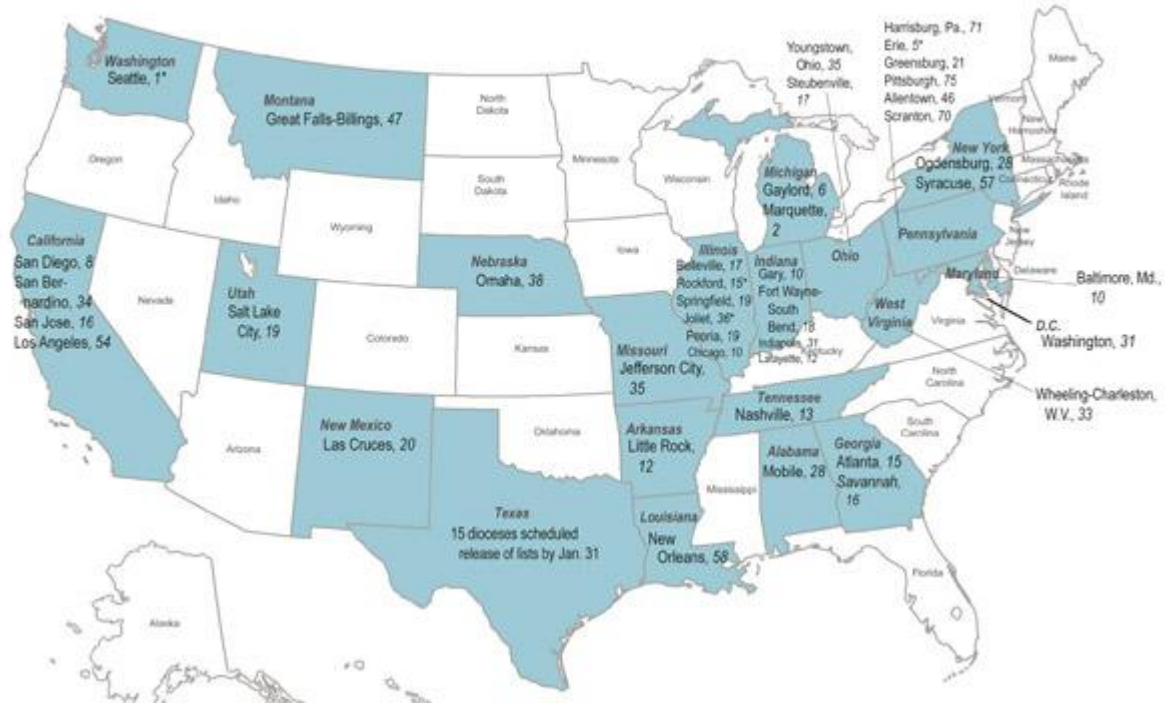 Washington
Seattle, 1*
Montana
Great Falls-Billings, 47
North
Dakota
Minnesota
Oregon
Idaho
South
Dakota
Wisconsin
Wyoming
Iowa
Michigan
Gaylord, 6
Marquette,
2
Youngstown,
Ohio, 35
Steubenville,
17
Harrisburg, Pa., 71
Erie, 5*
Greensburg, 21
Pittsburgh, 75
Allentown, 46
Scranton, 70
Maine
Vermont
New
Hampshire
Massachusetts
Connecticut
Rhode
Island
New York
Ogdensburg, 28
Syracuse, 57
Pennsylvania
New
Jersey
Delaware
Maryland
Baltimore, Md.,
10
D.C.
Washington, 31
California
San Diego, 8
San Ber-
nardino, 34
San Jose, 16
Los Angeles, 54
Nevada
Utah
Salt Lake
City, 19
Colorado
Nebraska
Omaha, 38
Kansas
Illinois
Belleville, 17
Rockford, 15*
Springfield, 19
Joliet, 36*
Peoria, 19
Chicago, 10
Indiana
Gary, 10
Fort Wayne-
South
Bend, 18
Indianpls, 31
Lafayette, 12
Ohio
West
Virginia
Virginia
Kentucky
Wheeling-Charleston,
W.V., 33
Missouri
Jefferson City,
35
Tennessee
Nashville, 13
North
Carolina
South
Carolina
Arizona
New Mexico
Las Cruces, 20
Oklahoma
Arkansas
Little Rock,
12
Mississippi
Alabama
Mobile, 28
Georgia
Atlanta, 15
Savannah,
16
Texas
15 dioceses scheduled
release of lists by Jan. 31
Louisiana
New
Orleans, 58
Florida
Alaska